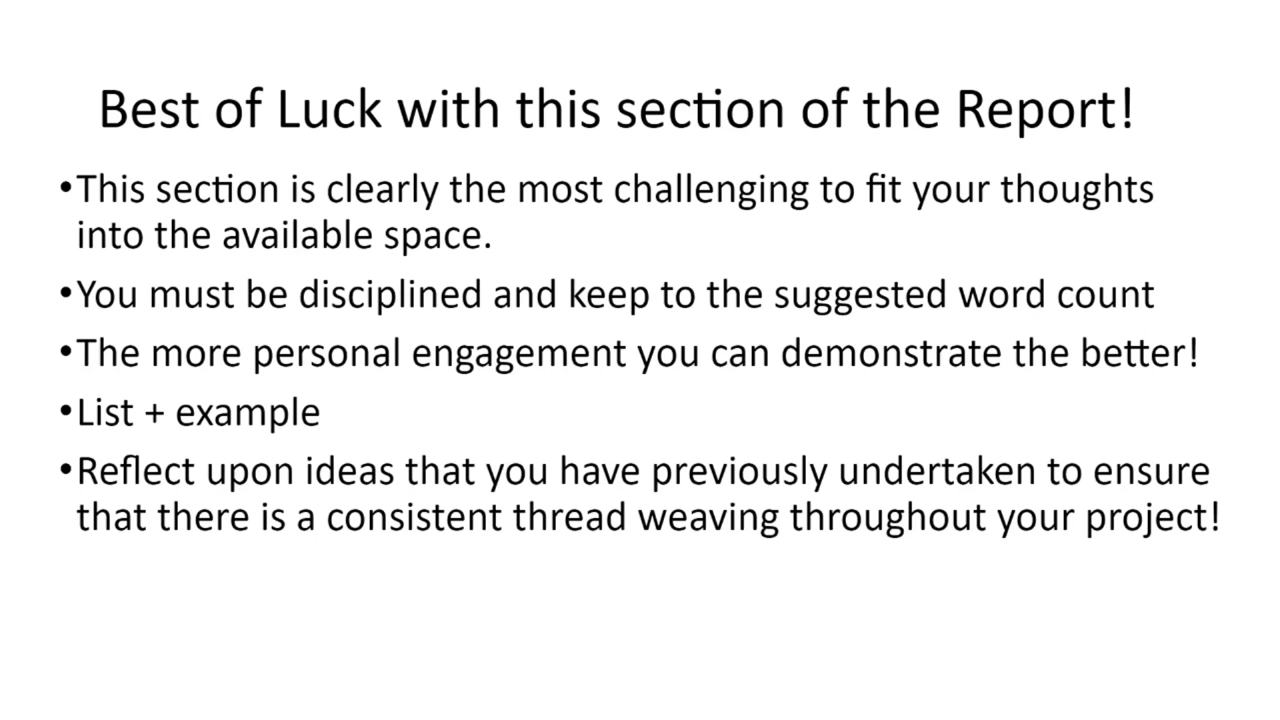 Best of Luck with this section of the Report!
•This section is clearly the most challenging to fit your thoughts
into the available space.
•You must be disciplined and keep to the suggested word count
•The more personal engagement you can demonstrate the better!
•List + example
•Reflect upon ideas that you have previously undertaken to ensure
that there is a consistent thread weaving throughout your project!